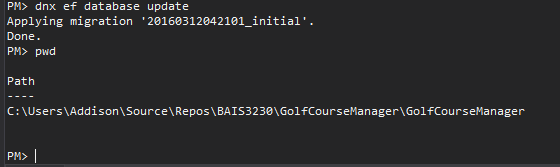 PM> dnx ef database update
Applying migration '20160312042101_initial'.
Done.
PM> pwd
Path
----
C:\Users\Addison\Source\Repos\BAIS3230\GolfCourseManager\GolfCourseManager
PM>